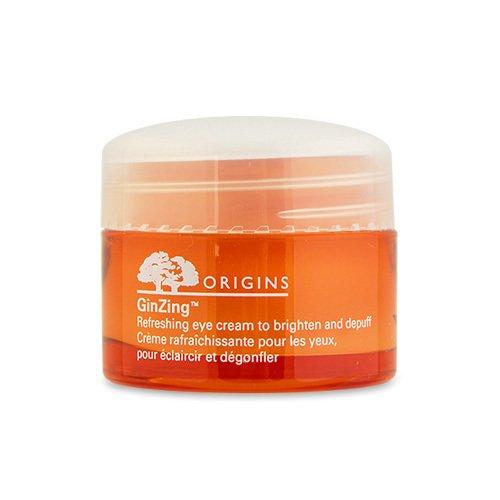 ORIGINS
GinZing™
Refreshing eye cream to brighten and depuff
Crème rafraîchissante pour les yeux,
pour éclaircir et dégonfler